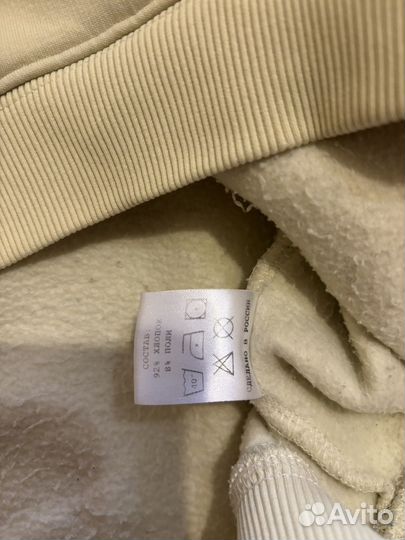 СОСТАВ:
92% ХЛОПОК
8% ПОЛИ
СДЕЛАНО В РОССИИ
Avito